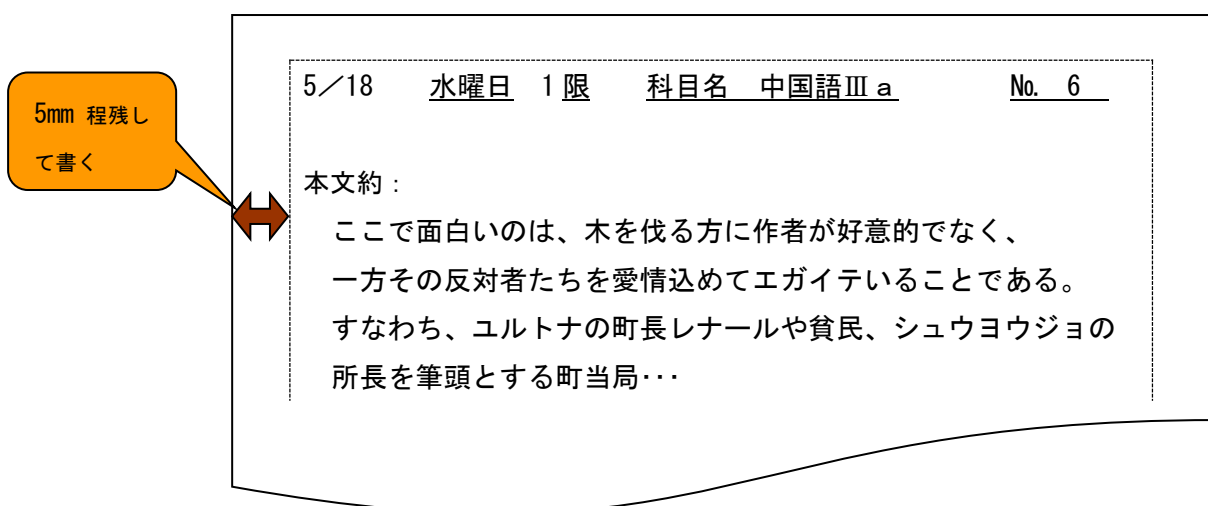 5／18　水曜日　1限　科目名　中国語Ⅲａ　No. 6
5mm 程残し
て書く
本文約：
ここで面白いのは、木を伐る方に作者が好意的でなく、
一方その反対者たちを愛情込めてエガイテいることである。
すなわち、ユルトナの町長レナールや貧民、シュウヨウジョの
所長を筆頭とする町当局･･･